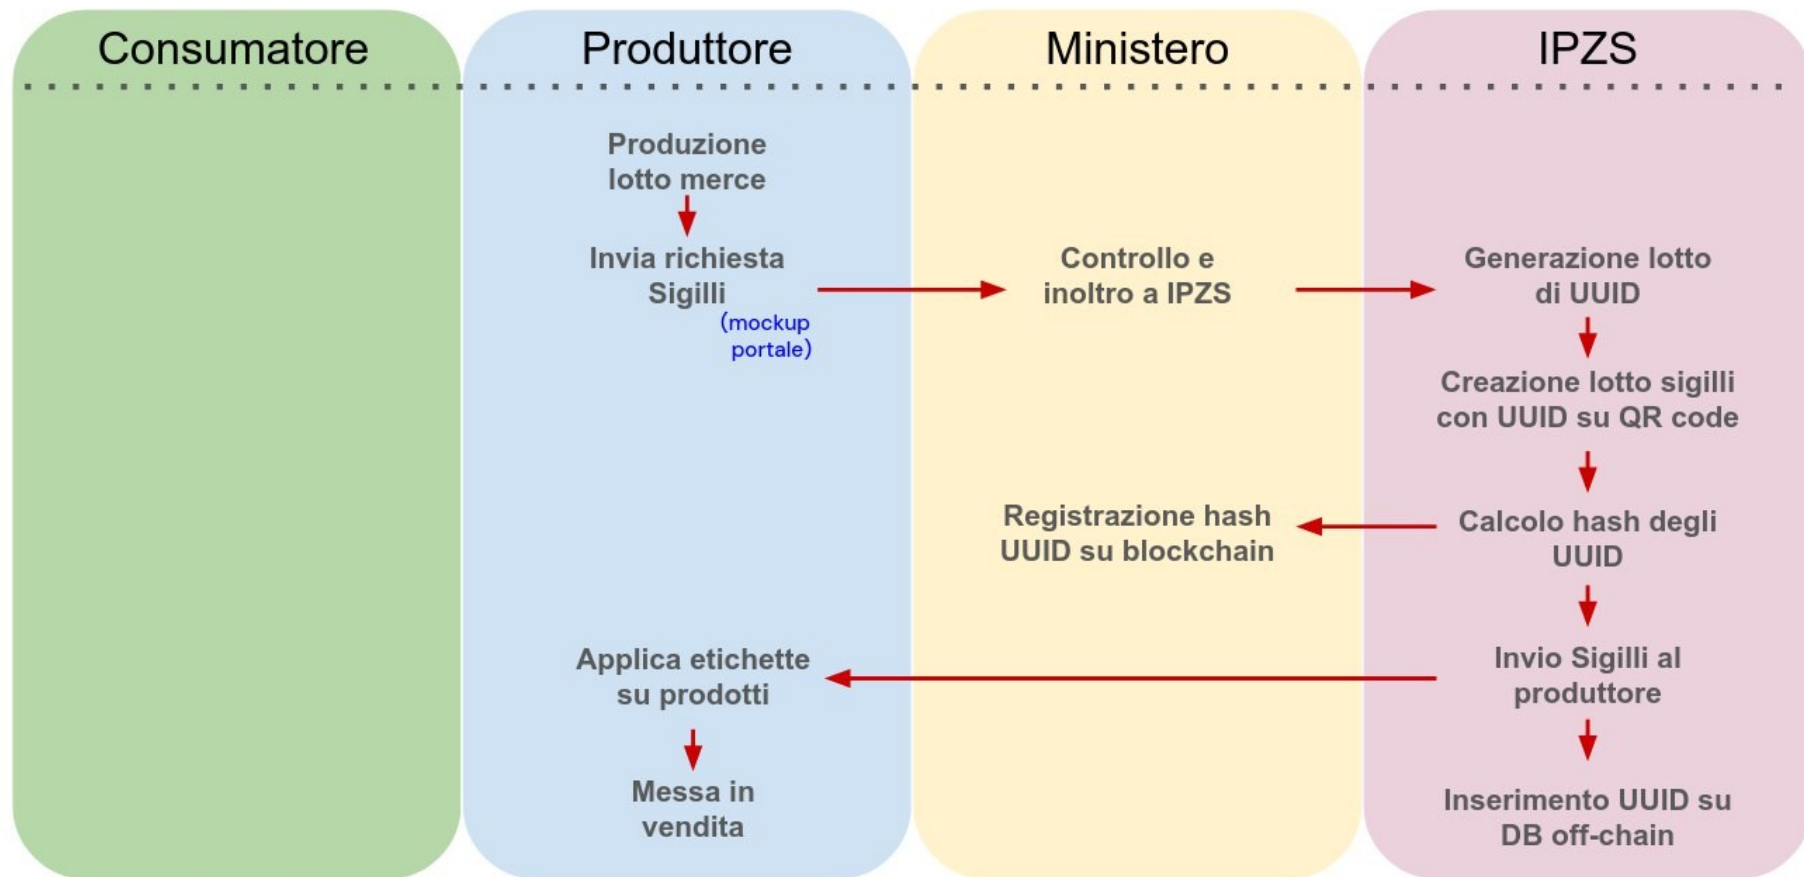 Consumatore
Produttore
Ministero
IPZS
Produzione
lotto merce
Invia richiesta
Sigilli
(mockup
portale)
Controllo e
inoltro a IPZS
Generazione lotto
di UUID
Creazione lotto sigilli
con UUID su QR code
Calcolo hash degli
UUID
Registrazione hash
UUID su blockchain
Invio Sigilli al
produttore
Applica etichette
su prodotti
Messa in
vendita
Inserimento UUID su
DB off-chain